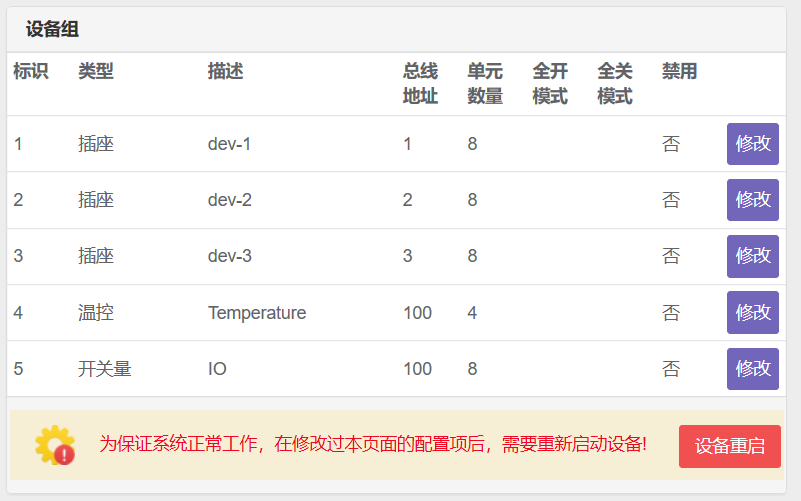 设备组
标识 类型 描述 总线地址 单元数量 全开模式 全关模式 禁用
1 插座 dev-1 1 8 否 修改
2 插座 dev-2 2 8 否 修改
3 插座 dev-3 3 8 否 修改
4 温控 Temperature 100 4 否 修改
5 开关量 IO 100 8 否 修改
为保证系统正常工作，在修改过本页面的配置项后，需要重新启动设备! 设备重启